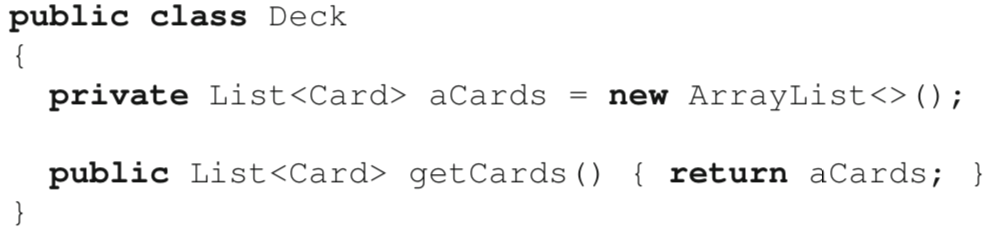 public class Deck
{
  private List<Card> aCards = new ArrayList<>();
  public List<Card> getCards() { return aCards; }
}